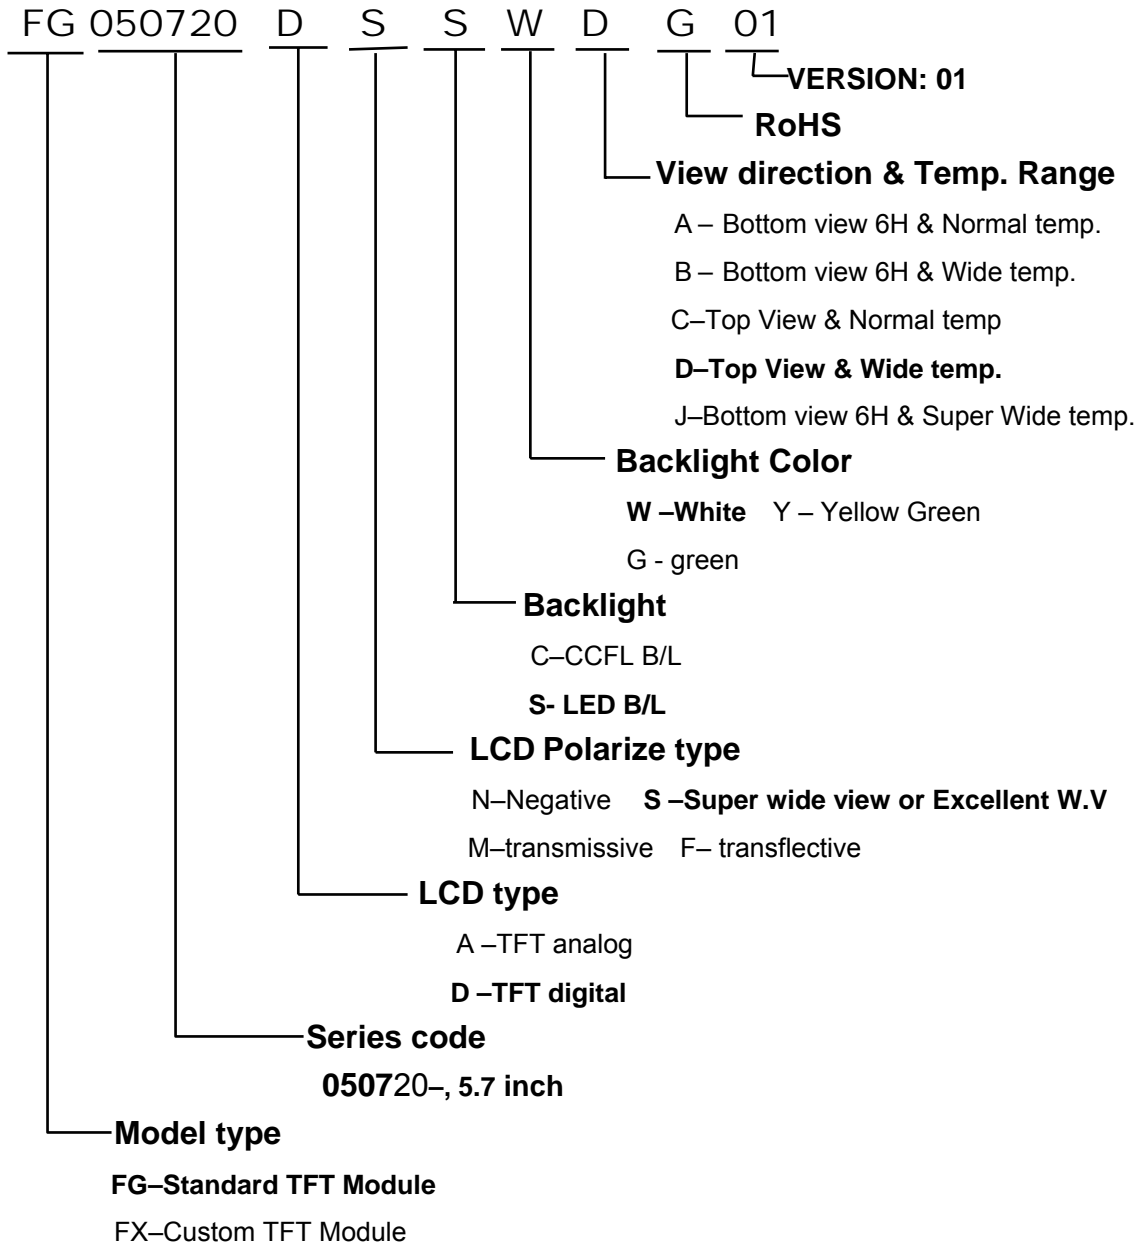 FG 050720 D S S W D G 01
VERSION: 01
RoHS
View direction & Temp. Range
A – Bottom view 6H & Normal temp.
B – Bottom view 6H & Wide temp.
C–Top View & Normal temp
D–Top View & Wide temp.
J–Bottom view 6H & Super Wide temp.
Backlight Color
W –White Y – Yellow Green
G - green
Backlight
C–CCFL B/L
S- LED B/L
LCD Polarize type
N–Negative S –Super wide view or Excellent W.V
M–transmissive F– transflective
LCD type
A –TFT analog
D –TFT digital
Series code
050720–, 5.7 inch
Model type
FG–Standard TFT Module
FX–Custom TFT Module